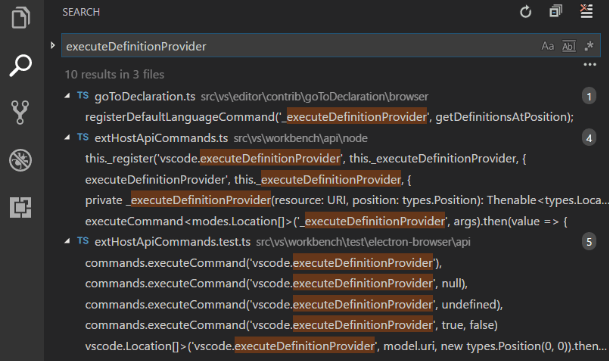 SEARCH
executeDefinitionProvider Aa Ab| .*
...
10 results in 3 files
TS goToDeclaration.ts src\vs\editor\contrib\goToDeclaration\browser 1
registerDefaultLanguageCommand('_executeDefinitionProvider', getDefinitionsAtPosition);
TS extHostApiCommands.ts src\vs\workbench\api\node 4
this._register('vscode.executeDefinitionProvider', this._executeDefinitionProvider, {
executeDefinitionProvider', this._executeDefinitionProvider, {
private _executeDefinitionProvider(resource: URI, position: types.Position): Thenable<types.Loca...
executeCommand<modes.Location[]>('_executeDefinitionProvider', args).then(value => {
TS extHostApiCommands.test.ts src\vs\workbench\test\electron-browser\api 5
commands.executeCommand('vscode.executeDefinitionProvider'),
commands.executeCommand('vscode.executeDefinitionProvider', null),
commands.executeCommand('vscode.executeDefinitionProvider', undefined),
commands.executeCommand('vscode.executeDefinitionProvider', true, false)
vscode.Location[]>('vscode.executeDefinitionProvider', model.uri, new types.Position(0, 0)).then...